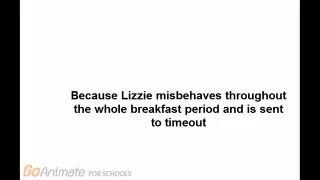 Because Lizzie misbehaves throughout
the whole breakfast period and is sent
to timeout
GoAnimate FOR SCHOOLS